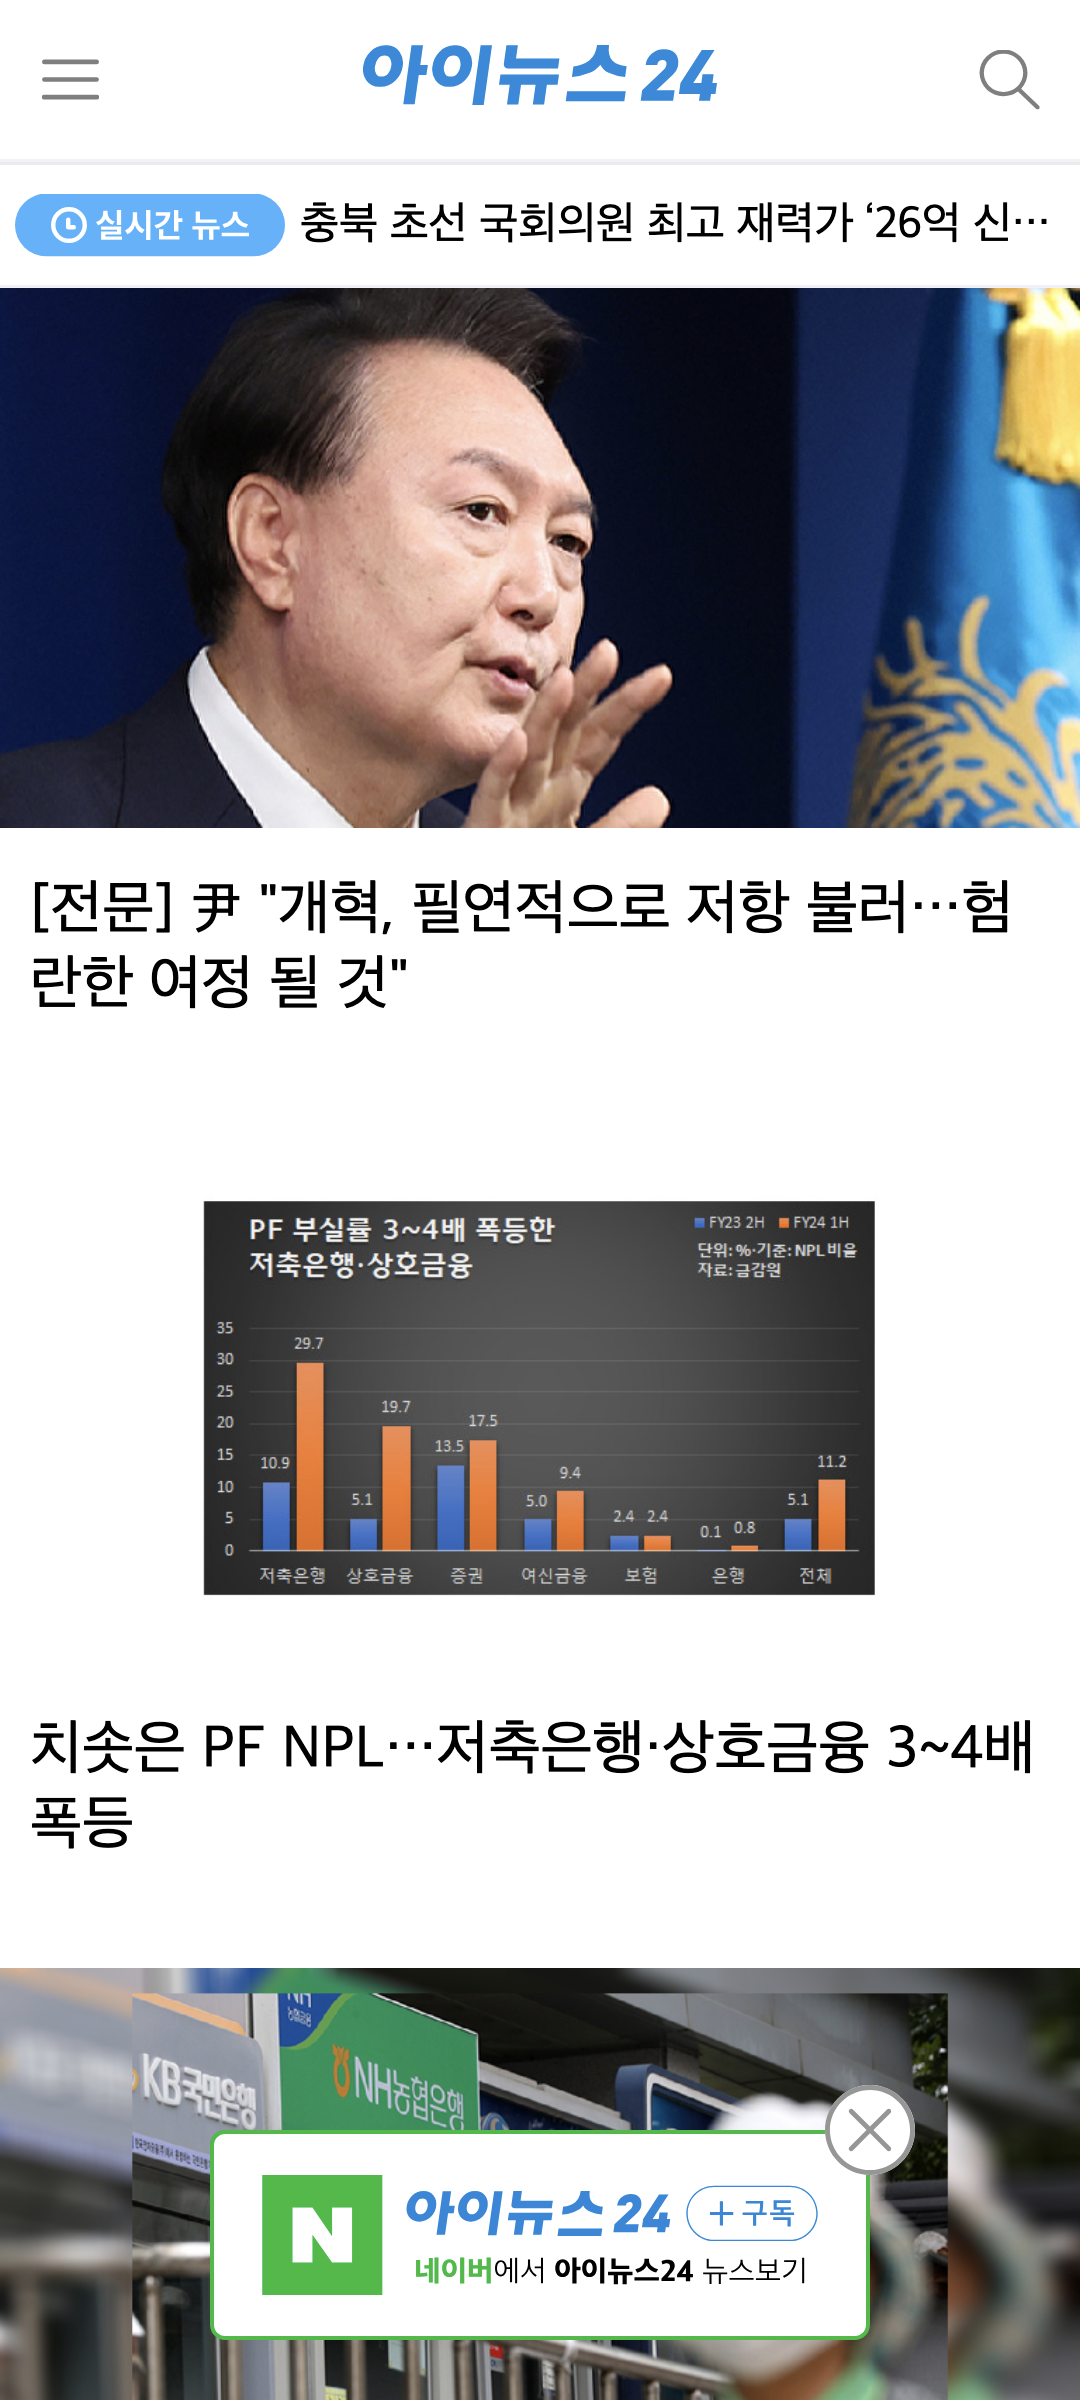 아이뉴스24
실시간 뉴스 충북 초선 국회의원 최고 재력가 ‘26억 신…
[전문] 尹 "개혁, 필연적으로 저항 불러…험
란한 여정 될 것"
PF 부실률 3~4배 폭등한
저축은행·상호금융
FY23 2H FY24 1H
단위: %·기준: NPL 비율
자료: 금감원
35
30
25
20
15
10
5
0
10.9 29.7
5.1 19.7
13.5 17.5
5.0 9.4
2.4 2.4
0.1 0.8
5.1 11.2
저축은행 상호금융 증권 여신금융 보험 은행 전체
치솟은 PF NPL…저축은행·상호금융 3~4배
폭등
KB국민은행
NH농협은행
N
아이뉴스24 + 구독
네이버에서 아이뉴스24 뉴스보기